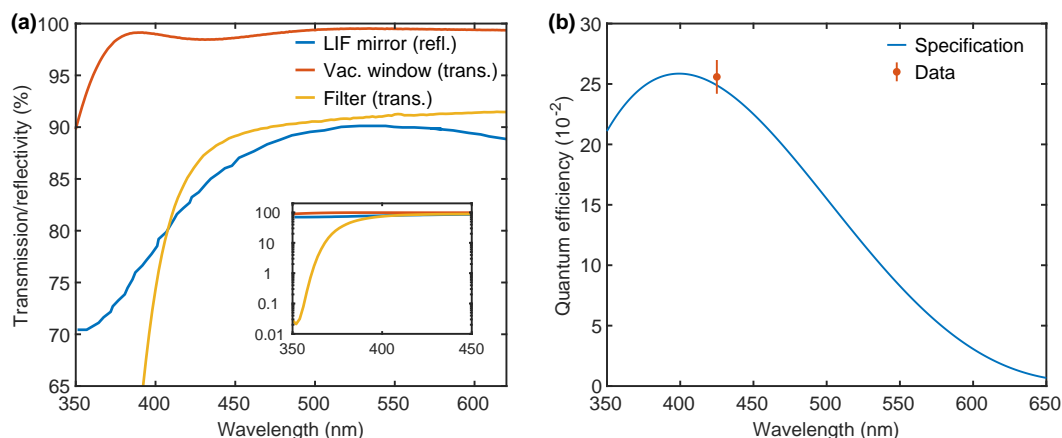 (a)
Transmission/reflectivity (%)
100
95
90
85
80
75
70
65
350 400 450 500 550 600
Wavelength (nm)
LIF mirror (refl.)
Vac. window (trans.)
Filter (trans.)
100
10
1
0.1
0.01
350 400 450
(b)
Quantum efficiency (10⁻²)
30
25
20
15
10
5
0
350 400 450 500 550 600 650
Wavelength (nm)
Specification
Data